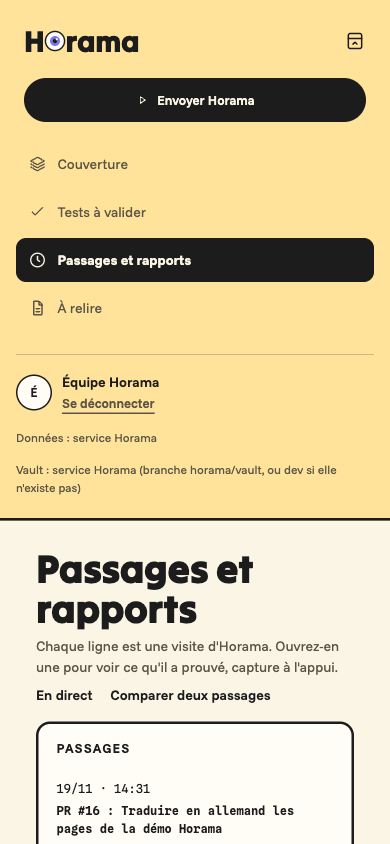 Horama
Envoyer Horama
Couverture
Tests à valider
Passages et rapports
À relire
É
Équipe Horama
Se déconnecter
Données : service Horama
Vault : service Horama (branche horama/vault, ou dev si elle
n'existe pas)
Passages et
rapports
Chaque ligne est une visite d'Horama. Ouvrez-en
une pour voir ce qu'il a prouvé, capture à l'appui.
En direct Comparer deux passages
PASSAGES
19/11 · 14:31
PR #16 : Traduire en allemand les
pages de la démo Horama